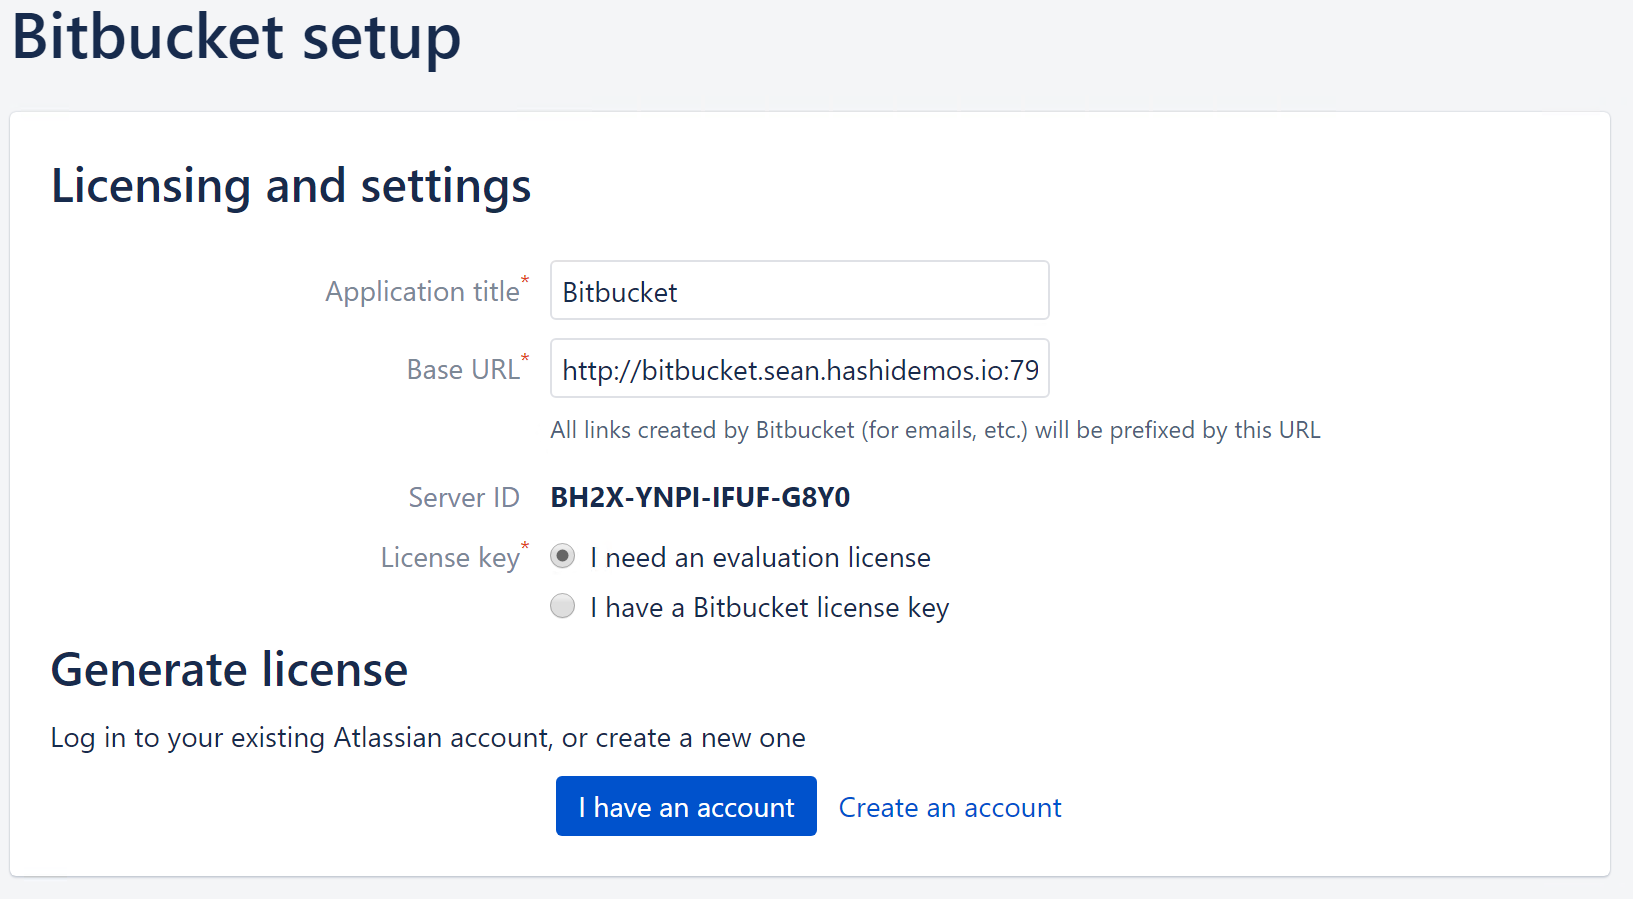 Bitbucket setup
Licensing and settings
Application title*
Bitbucket
Base URL*
http://bitbucket.sean.hashidemos.io:79
All links created by Bitbucket (for emails, etc.) will be prefixed by this URL
Server ID BH2X-YNPI-IFUF-G8Y0
License key*
I need an evaluation license
I have a Bitbucket license key
Generate license
Log in to your existing Atlassian account, or create a new one
I have an account Create an account